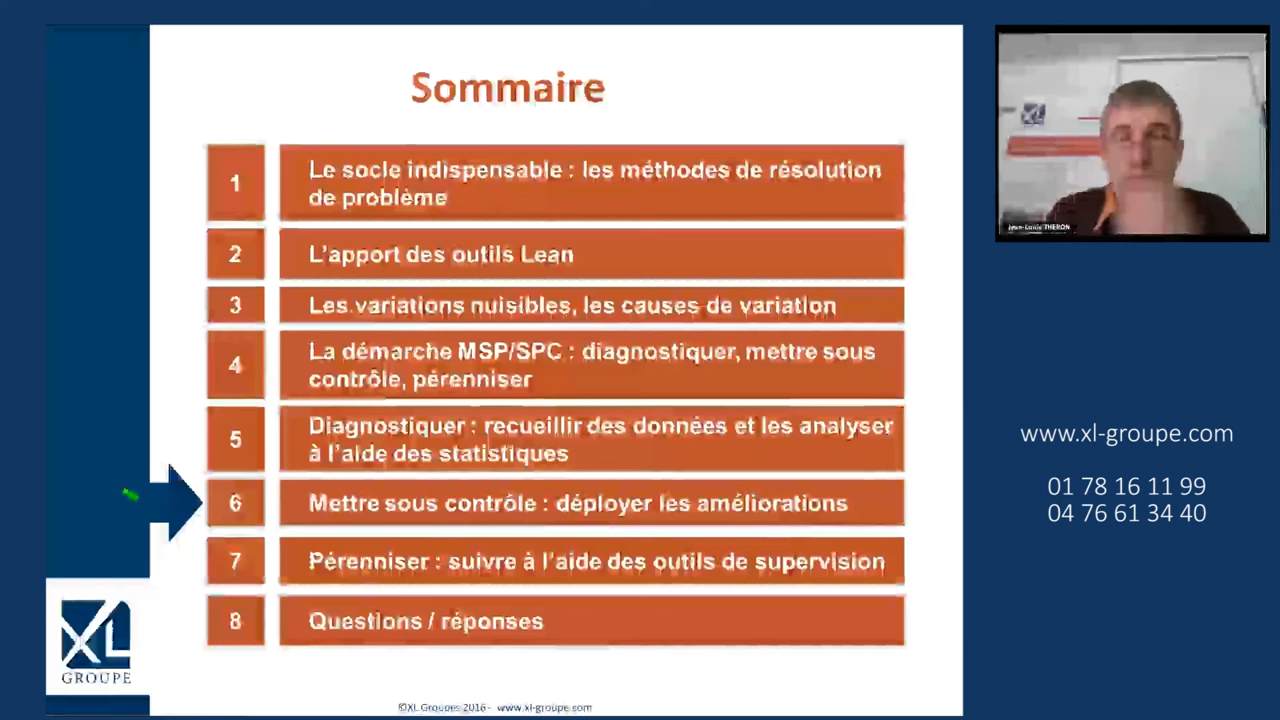 Sommaire
1
Le socle indispensable : les méthodes de résolution
de problème
2
L'apport des outils Lean
3
Les variations nuisibles, les causes de variation
4
La démarche MSP/SPC : diagnostiquer, mettre sous
contrôle, pérenniser
5
Diagnostiquer : recueillir des données et les analyser
à l'aide des statistiques
6
Mettre sous contrôle : déployer les améliorations
7
Pérenniser : suivre à l'aide des outils de supervision
8
Questions / réponses
XL
GROUPE
©XL Groupes 2016 - www.xl-groupe.com
Jean-Louis THERON
www.xl-groupe.com
01 78 16 11 99
04 76 61 34 40